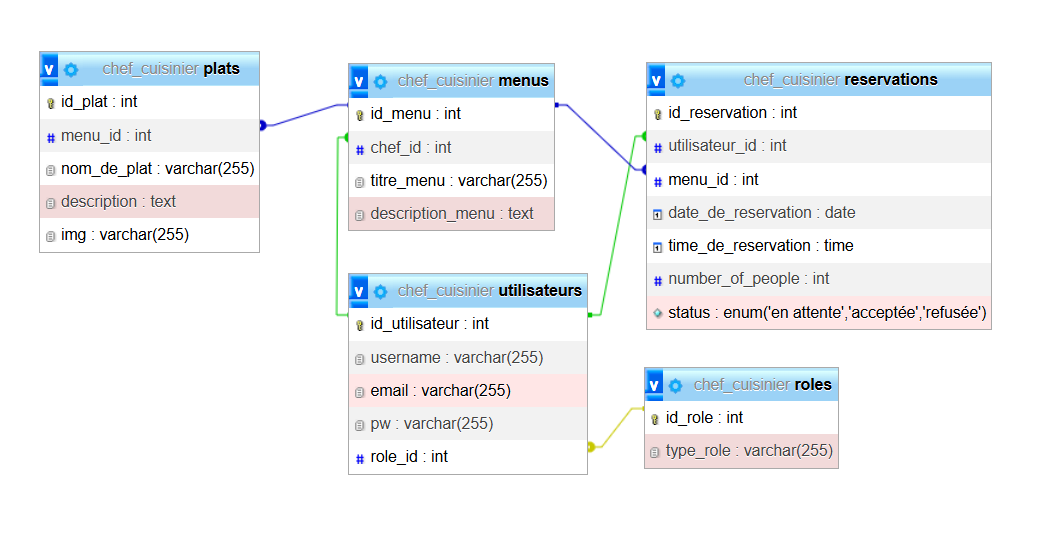 v chef_cuisinier plats
id_plat : int
# menu_id : int
nom_de_plat : varchar(255)
description : text
img : varchar(255)
v chef_cuisinier menus
id_menu : int
# chef_id : int
titre_menu : varchar(255)
description_menu : text
v chef_cuisinier utilisateurs
id_utilisateur : int
username : varchar(255)
email : varchar(255)
pw : varchar(255)
# role_id : int
v chef_cuisinier reservations
id_reservation : int
# utilisateur_id : int
# menu_id : int
date_de_reservation : date
time_de_reservation : time
# number_of_people : int
status : enum('en attente','acceptée','refusée')
v chef_cuisinier roles
id_role : int
type_role : varchar(255)